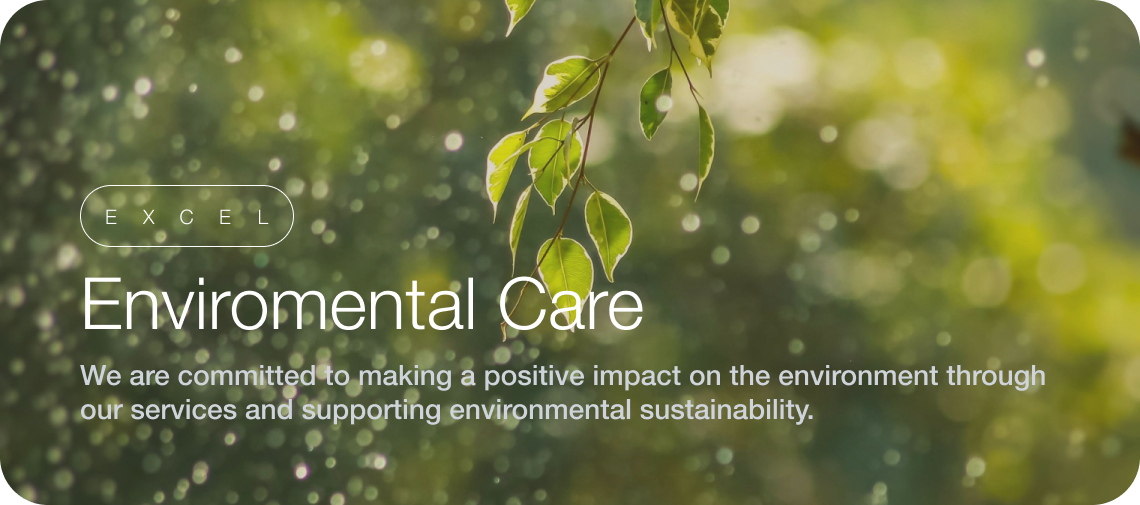 E X C E L
Enviromental Care
We are committed to making a positive impact on the environment through
our services and supporting environmental sustainability.